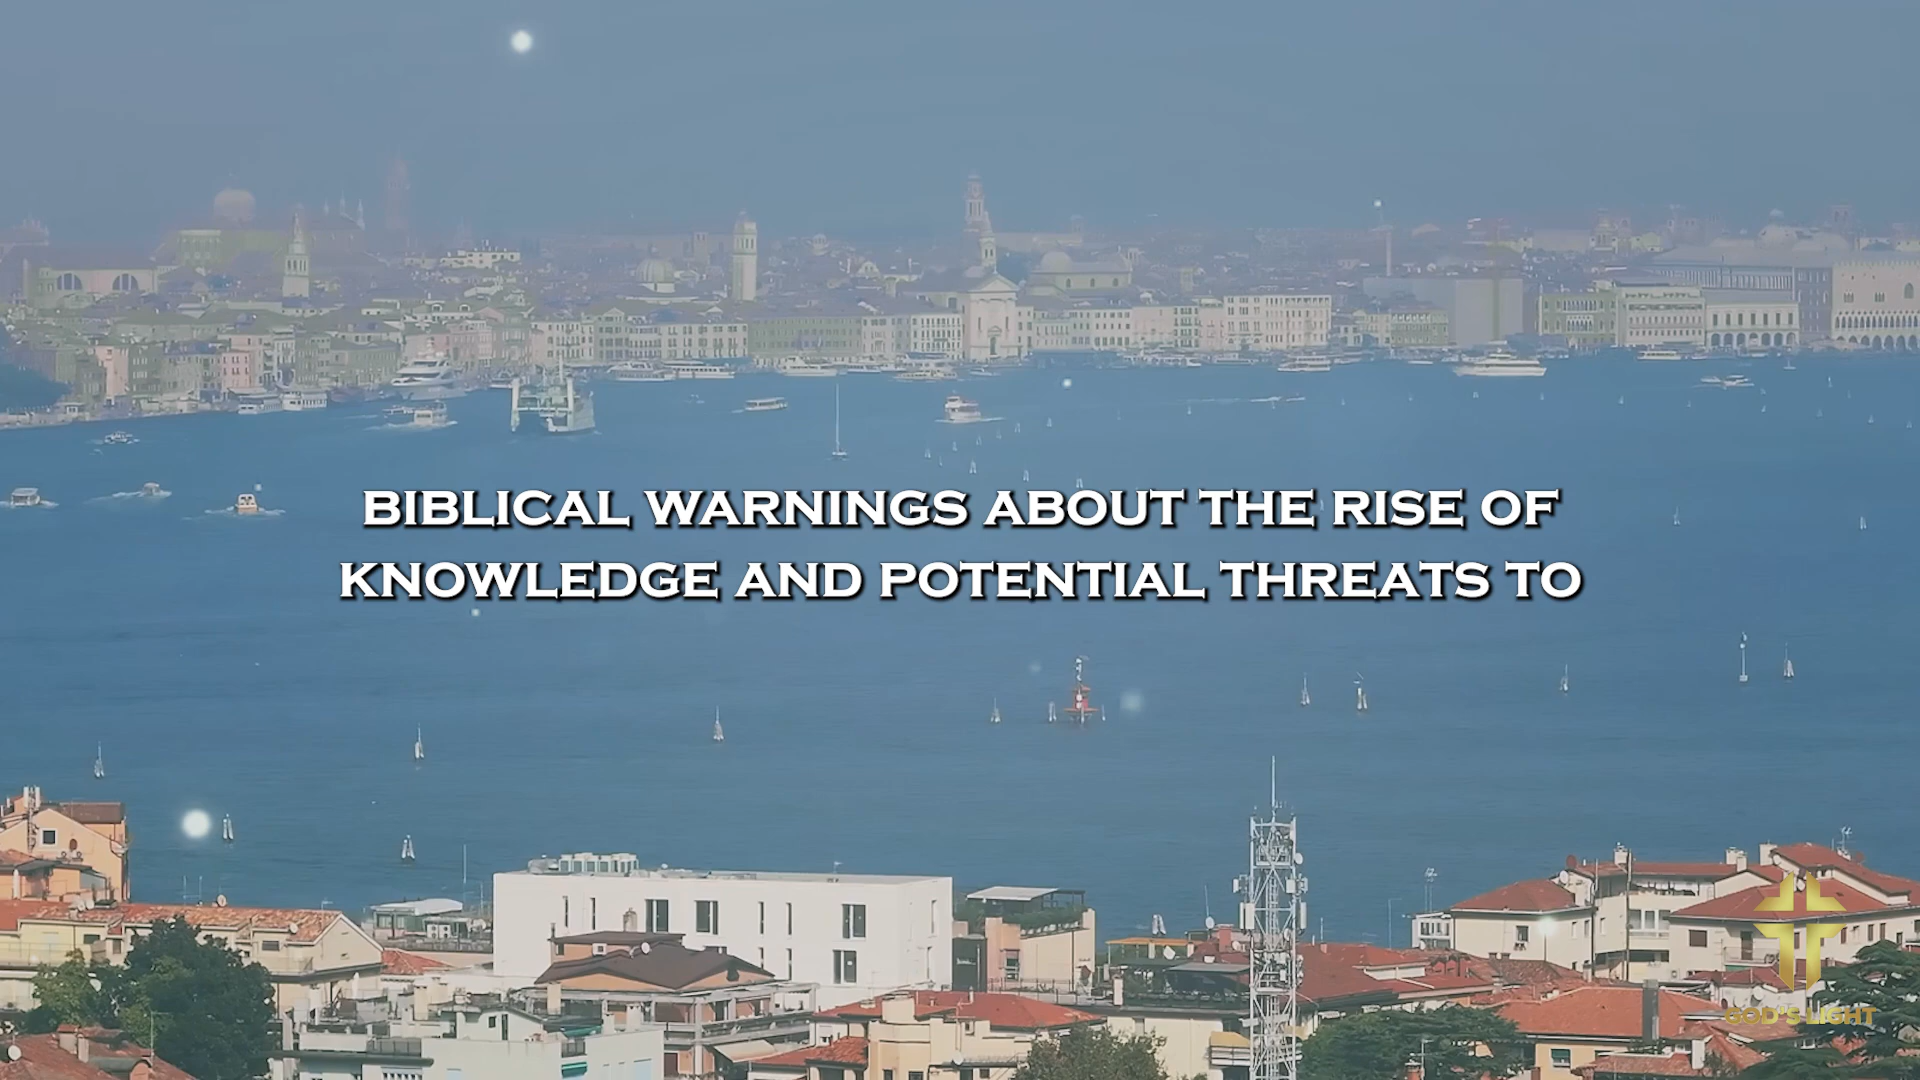 BIBLICAL WARNINGS ABOUT THE RISE OF
KNOWLEDGE AND POTENTIAL THREATS TO
GOD'S LIGHT